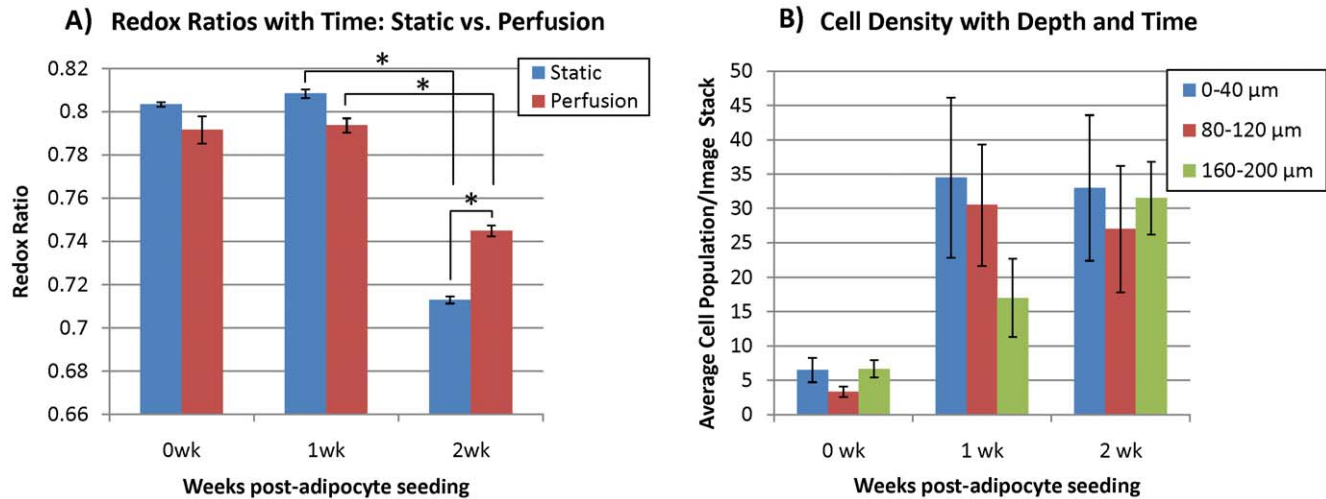 A) Redox Ratios with Time: Static vs. Perfusion
Redox Ratio
0.82
0.8
0.78
0.76
0.74
0.72
0.7
0.68
0.66
*
*
*
Static
Perfusion
0wk
1wk
2wk
Weeks post-adipocyte seeding
B) Cell Density with Depth and Time
Average Cell Population/Image Stack
50
45
40
35
30
25
20
15
10
5
0
0-40 µm
80-120 µm
160-200 µm
0 wk
1 wk
2 wk
Weeks post-adipocyte seeding